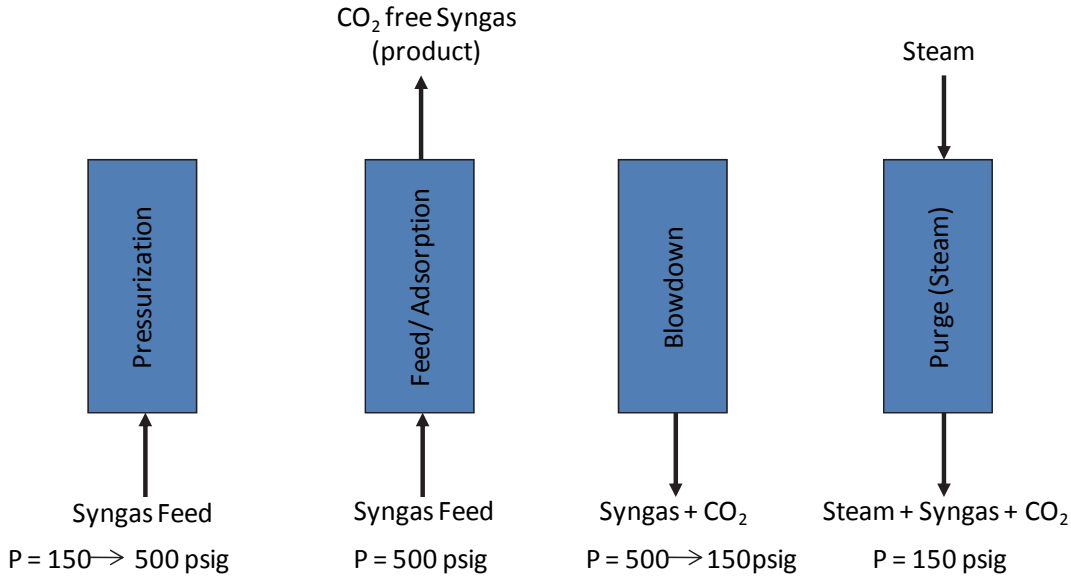 CO₂ free Syngas
(product)
Steam
Pressurization
Feed/ Adsorption
Blowdown
Purge (Steam)
Syngas Feed
Syngas Feed
Syngas + CO₂
Steam + Syngas + CO₂
P = 150 → 500 psig
P = 500 psig
P = 500 → 150psig
P = 150 psig